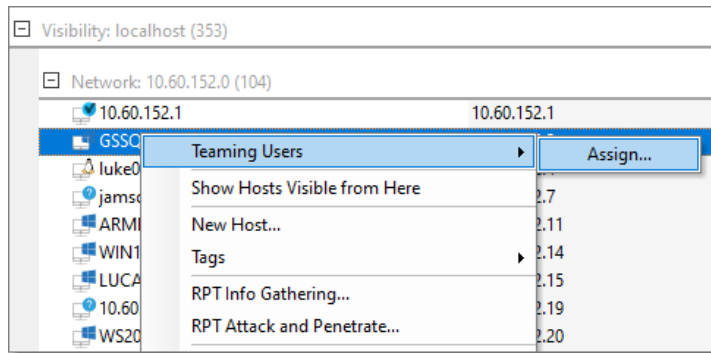 Visibility: localhost (353)
Network: 10.60.152.0 (104)
10.60.152.1 10.60.152.1
GSSQ Teaming Users Assign...
luke0
Show Hosts Visible from Here
jamsc 2.7
ARMI New Host... 2.11
WIN1 Tags 2.14
LUCA 2.15
RPT Info Gathering...
10.60 2.19
WS20 RPT Attack and Penetrate... 2.20